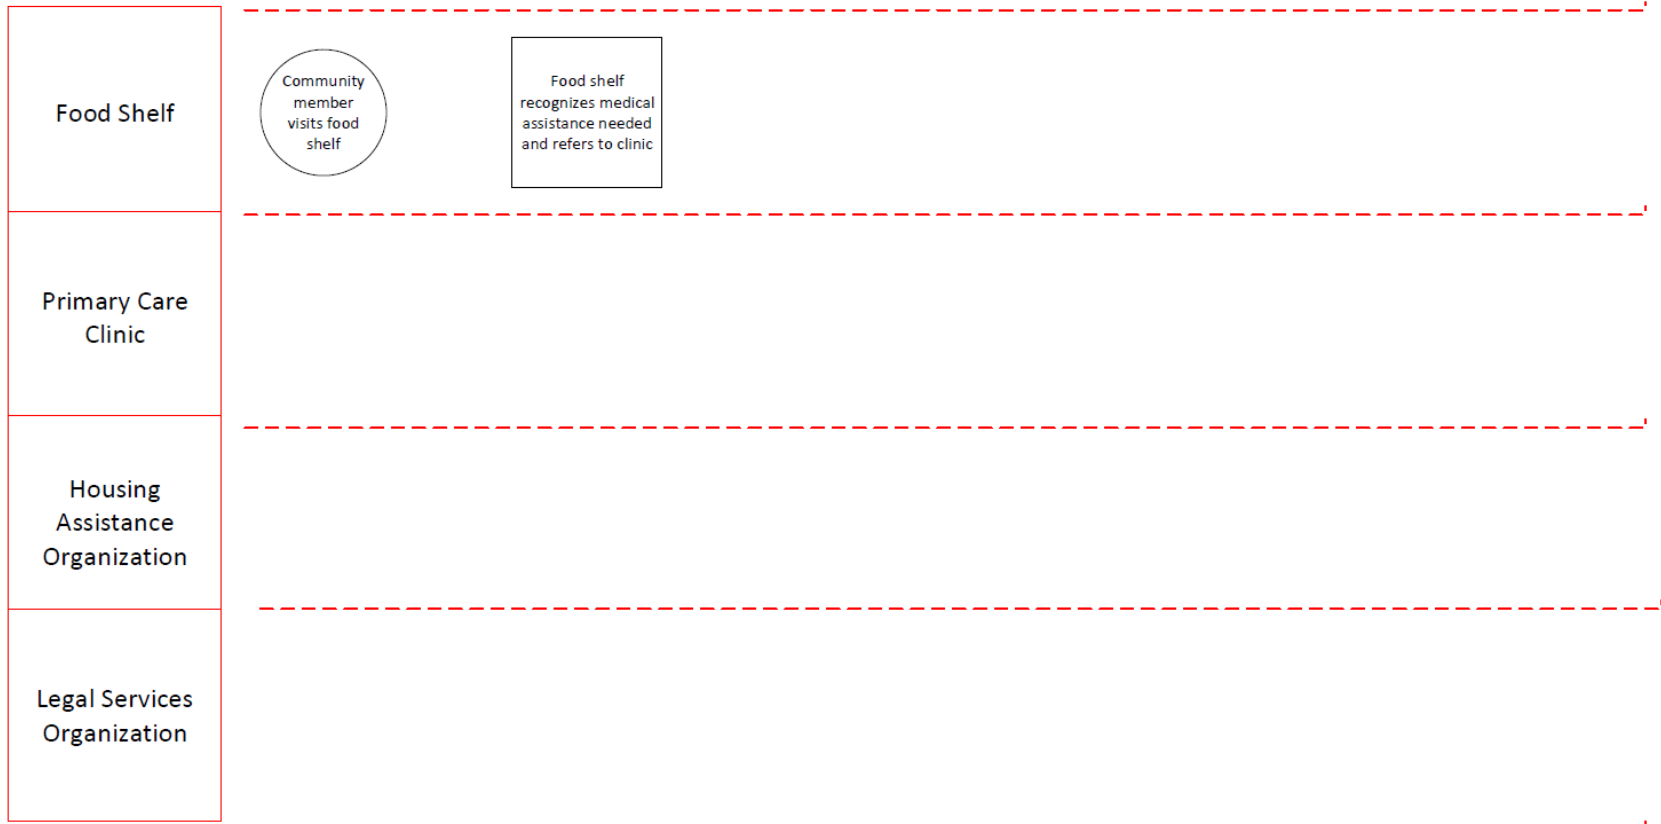 Food Shelf
Community
member
visits food
shelf
Food shelf
recognizes medical
assistance needed
and refers to clinic
Primary Care
Clinic
Housing
Assistance
Organization
Legal Services
Organization